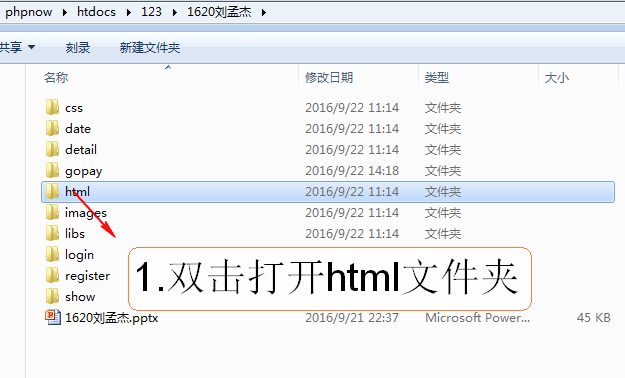 phpnow htdocs 123 1620刘孟杰
共享 刻录 新建文件夹
名称 修改日期 类型 大小
css 2016/9/22 11:14 文件夹
date 2016/9/22 11:14 文件夹
detail 2016/9/22 11:14 文件夹
gopay 2016/9/22 14:18 文件夹
html 2016/9/22 11:14 文件夹
images 2016/9/22 11:14 文件夹
libs 2016/9/22 11:14 文件夹
login
register
show
1.双击打开html文件夹
1620刘孟杰.pptx 2016/9/21 22:37 Microsoft Power... 45 KB